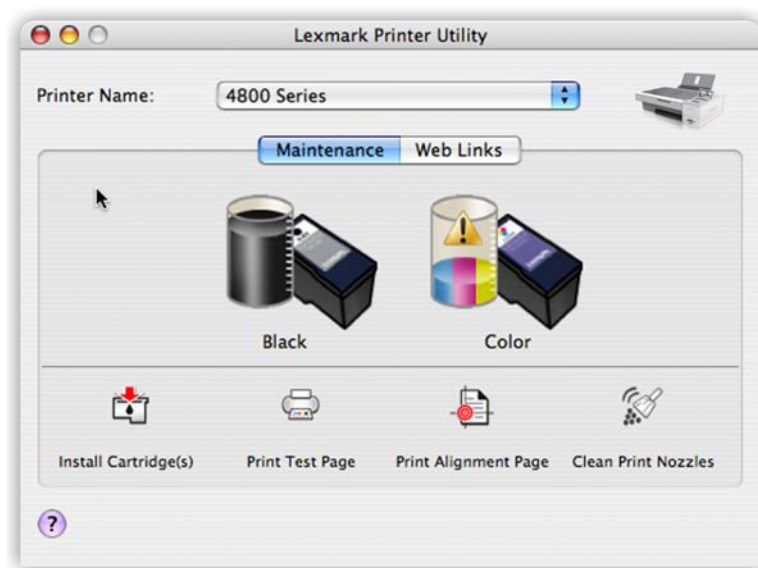 Lexmark Printer Utility
Printer Name:
4800 Series
Maintenance
Web Links
Black
Color
Install Cartridge(s)
Print Test Page
Print Alignment Page
Clean Print Nozzles
?